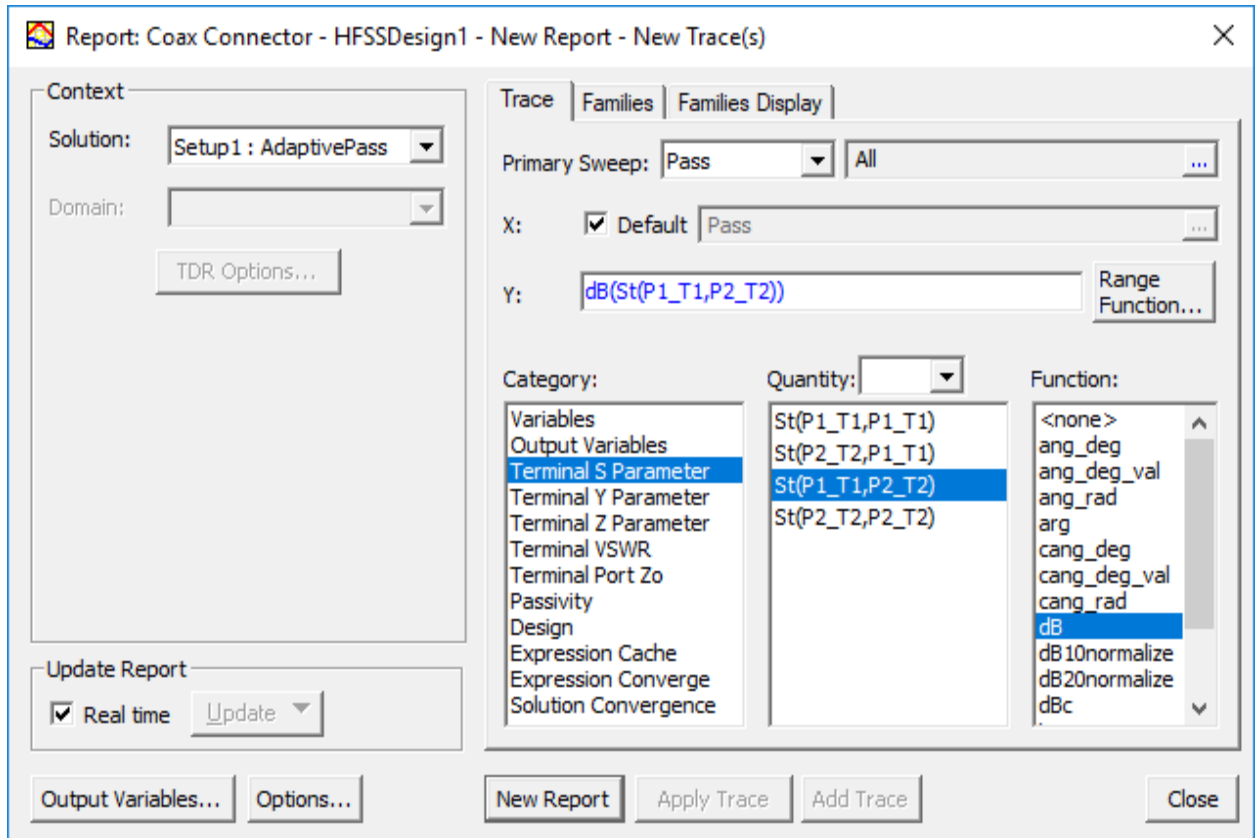 Report: Coax Connector - HFSSDesign1 - New Report - New Trace(s)
Context
Solution: Setup1 : AdaptivePass
Domain:
TDR Options...
Update Report
Real time Update
Output Variables... Options...
Trace Families Families Display
Primary Sweep: Pass All ...
X: Default Pass ...
Y: dB(St(P1_T1,P2_T2))
Range
Function...
Category:
Variables
Output Variables
Terminal S Parameter
Terminal Y Parameter
Terminal Z Parameter
Terminal VSWR
Terminal Port Zo
Passivity
Design
Expression Cache
Expression Converge
Solution Convergence
Quantity:
St(P1_T1,P1_T1)
St(P2_T2,P1_T1)
St(P1_T1,P2_T2)
St(P2_T2,P2_T2)
Function:
<none>
ang_deg
ang_deg_val
ang_rad
arg
cang_deg
cang_deg_val
cang_rad
dB
dB10normalize
dB20normalize
dBc
New Report Apply Trace Add Trace Close